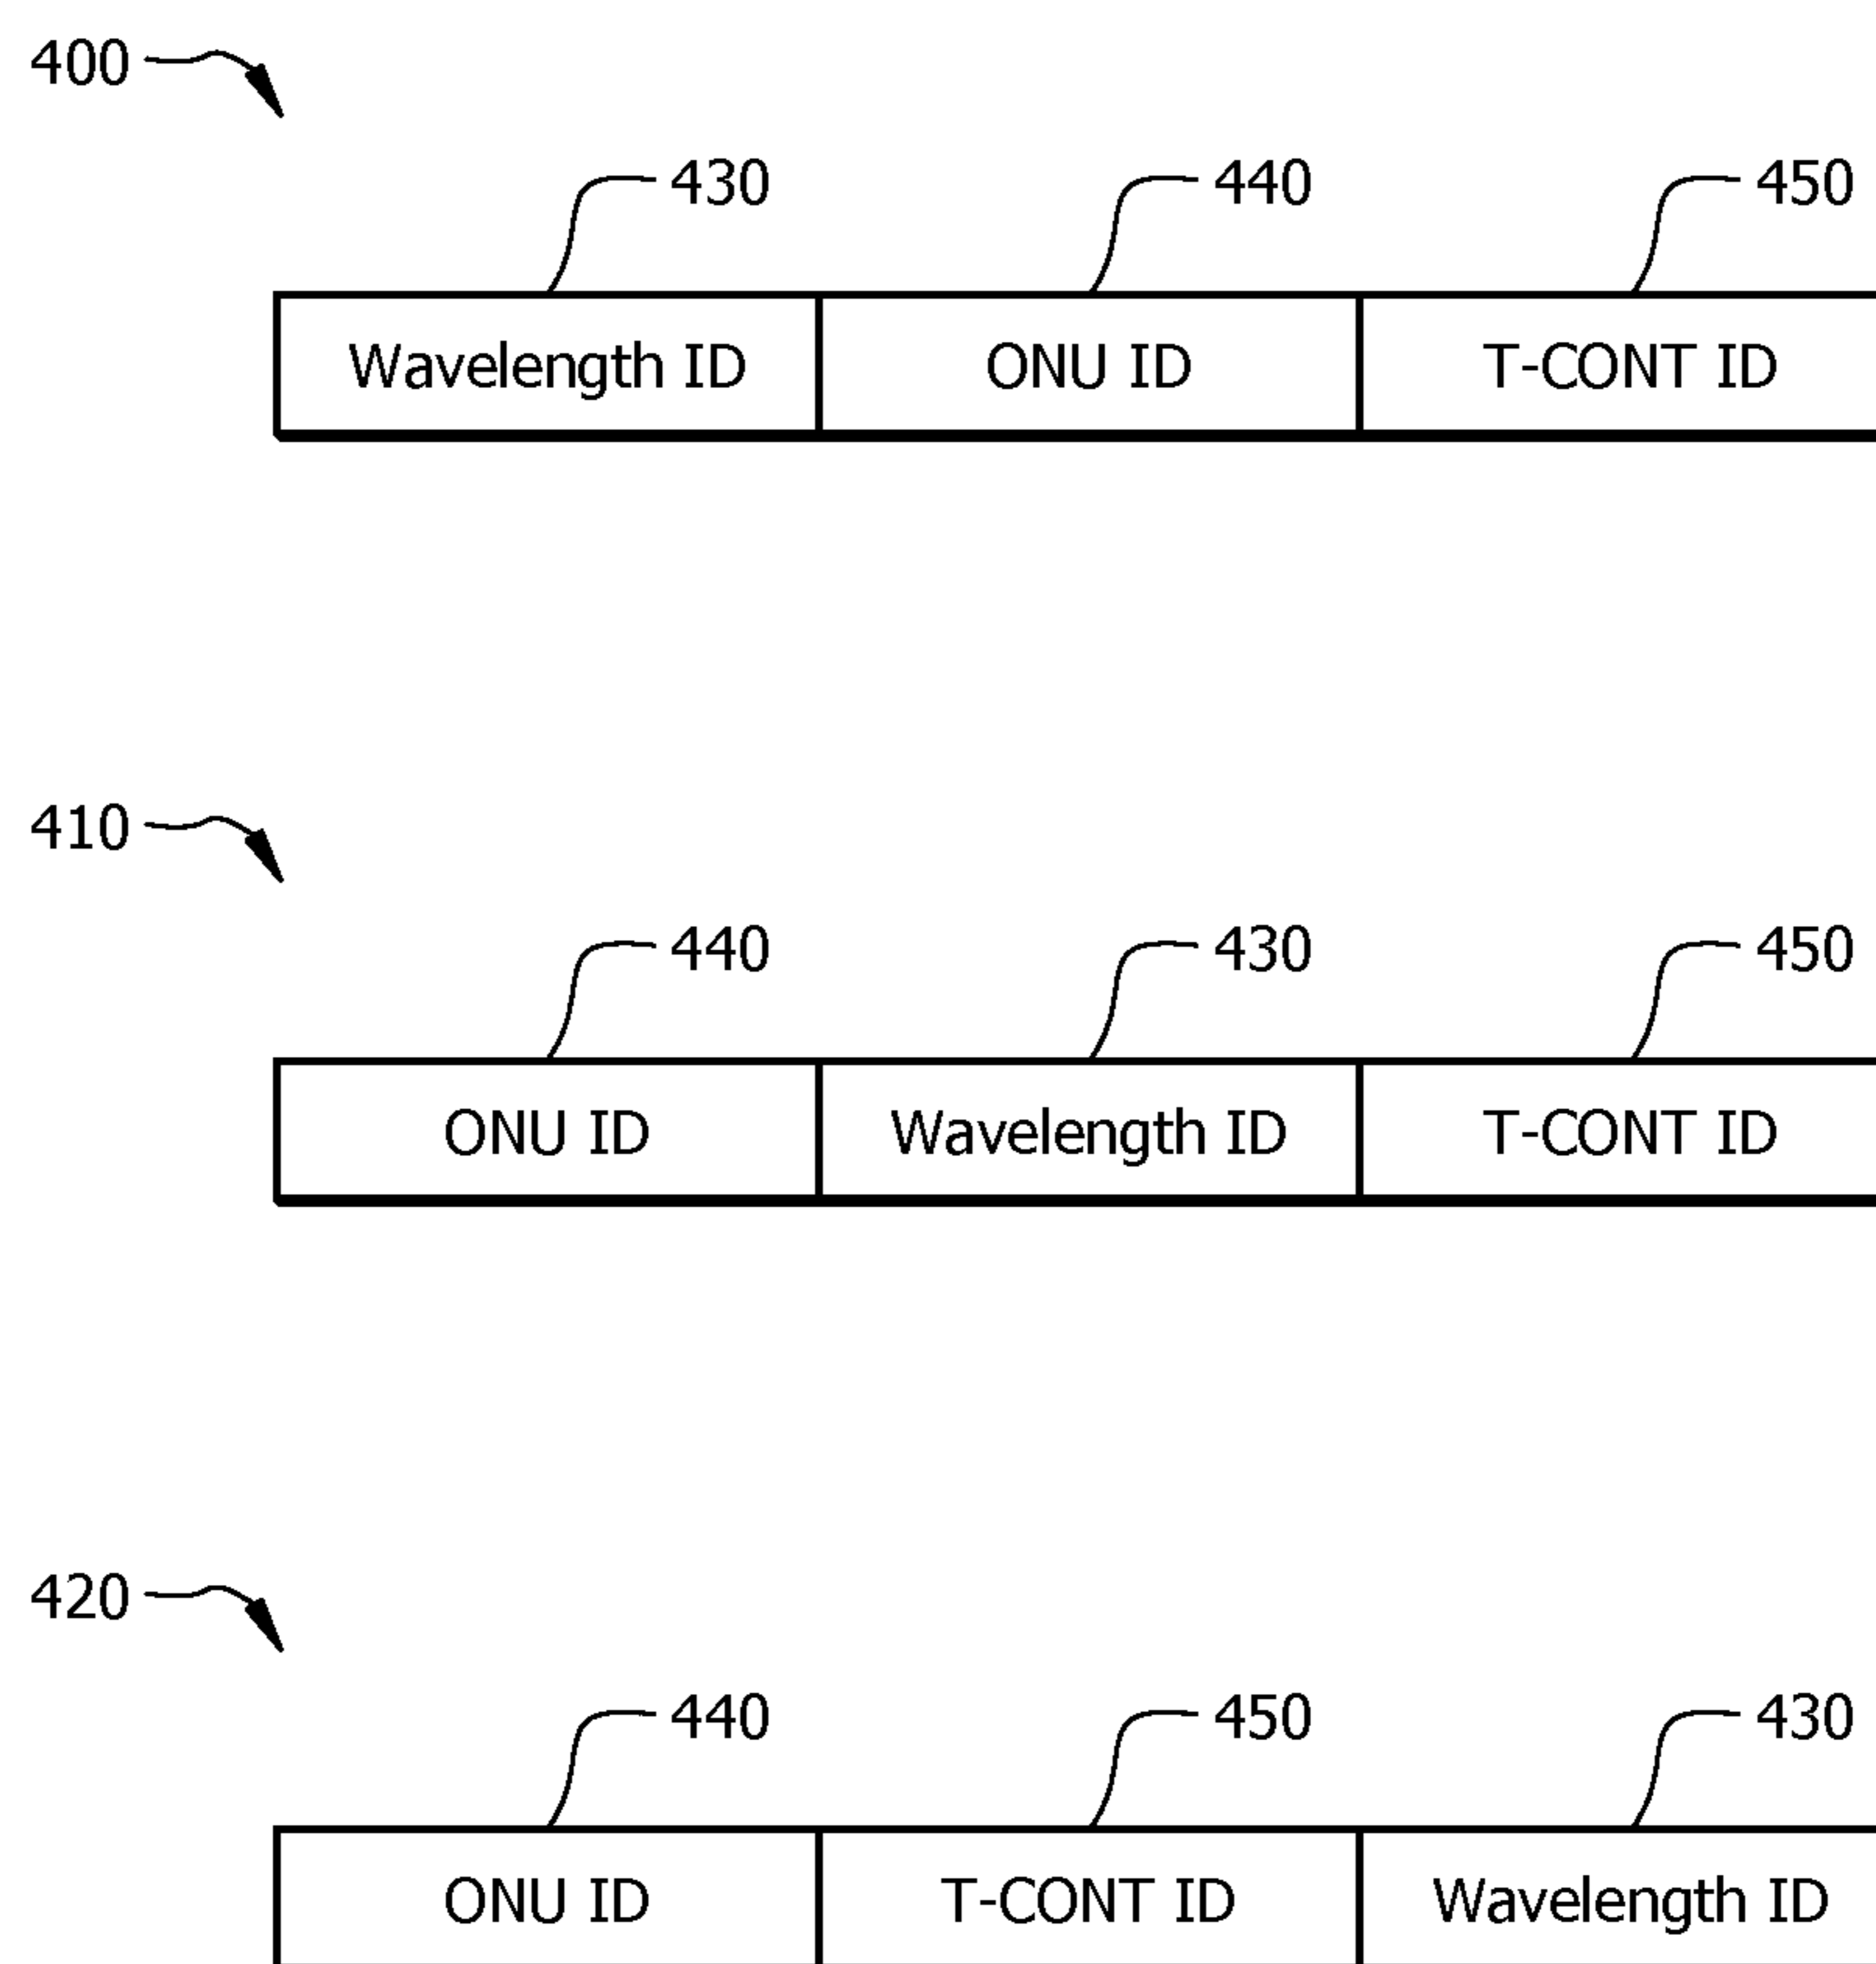 400
430 440 450
Wavelength ID ONU ID T-CONT ID
410
440 430 450
ONU ID Wavelength ID T-CONT ID
420
440 450 430
ONU ID T-CONT ID Wavelength ID